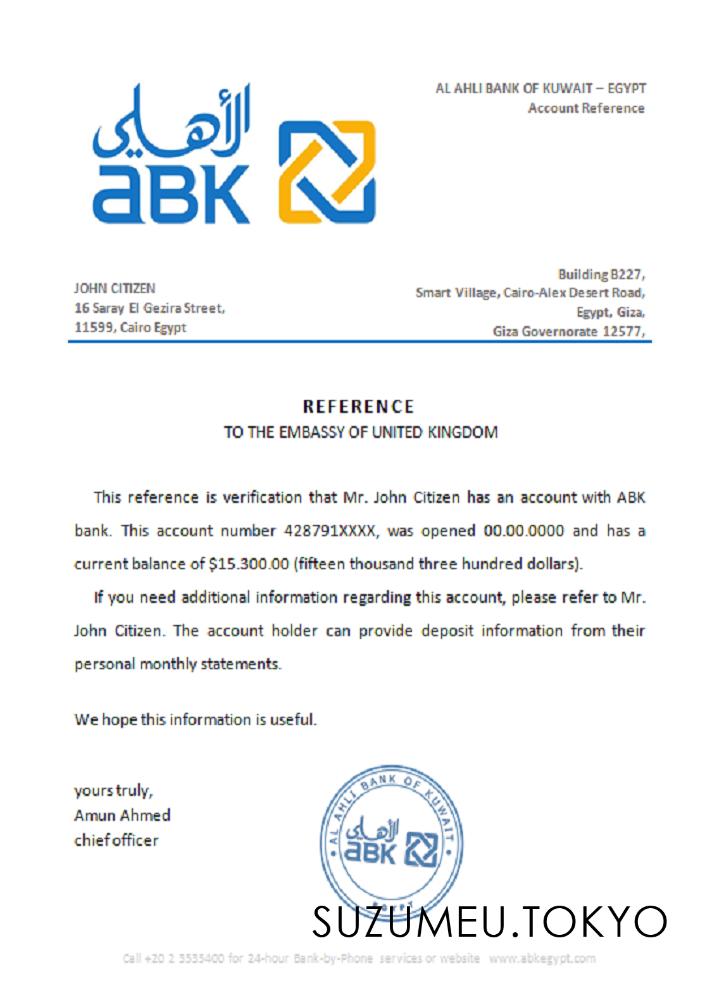 AL AHLI BANK OF KUWAIT – EGYPT
Account Reference
الأهلي
ABK
Building B227,
JOHN CITIZEN
Smart Village, Cairo-Alex Desert Road,
16 Saray El Gezira Street,
Egypt, Giza,
11599, Cairo Egypt
Giza Governorate 12577,
REFERENCE
TO THE EMBASSY OF UNITED KINGDOM
This reference is verification that Mr. John Citizen has an account with ABK
bank. This account number 428791XXXX, was opened 00.00.0000 and has a
current balance of $15.300.00 (fifteen thousand three hundred dollars).
If you need additional information regarding this account, please refer to Mr.
John Citizen. The account holder can provide deposit information from their
personal monthly statements.
We hope this information is useful.
yours truly,
Amun Ahmed
chief officer
AL AHLI BANK OF KUWAIT
الأهلي
ABK
EGYPT
SUZUMEU.TOKYO
Call +20 2 3535400 for 24-hour Bank-by-Phone services or website www.abkegypt.com